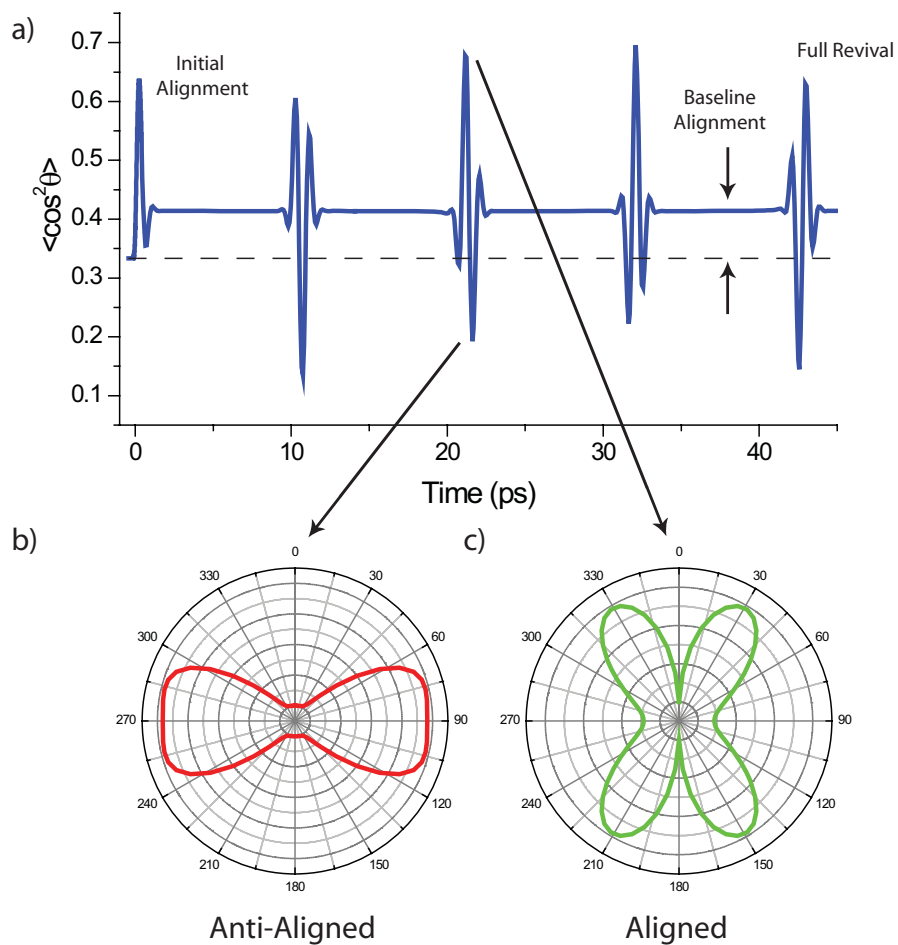 a)
<cos²θ>
0.7
0.6
0.5
0.4
0.3
0.2
0.1
Initial
Alignment
Baseline
Alignment
Full Revival
0 10 20 30 40
Time (ps)
b)
0
30
60
90
120
150
180
210
240
270
300
330
Anti-Aligned
c)
0
30
60
90
120
150
180
210
240
270
300
330
Aligned